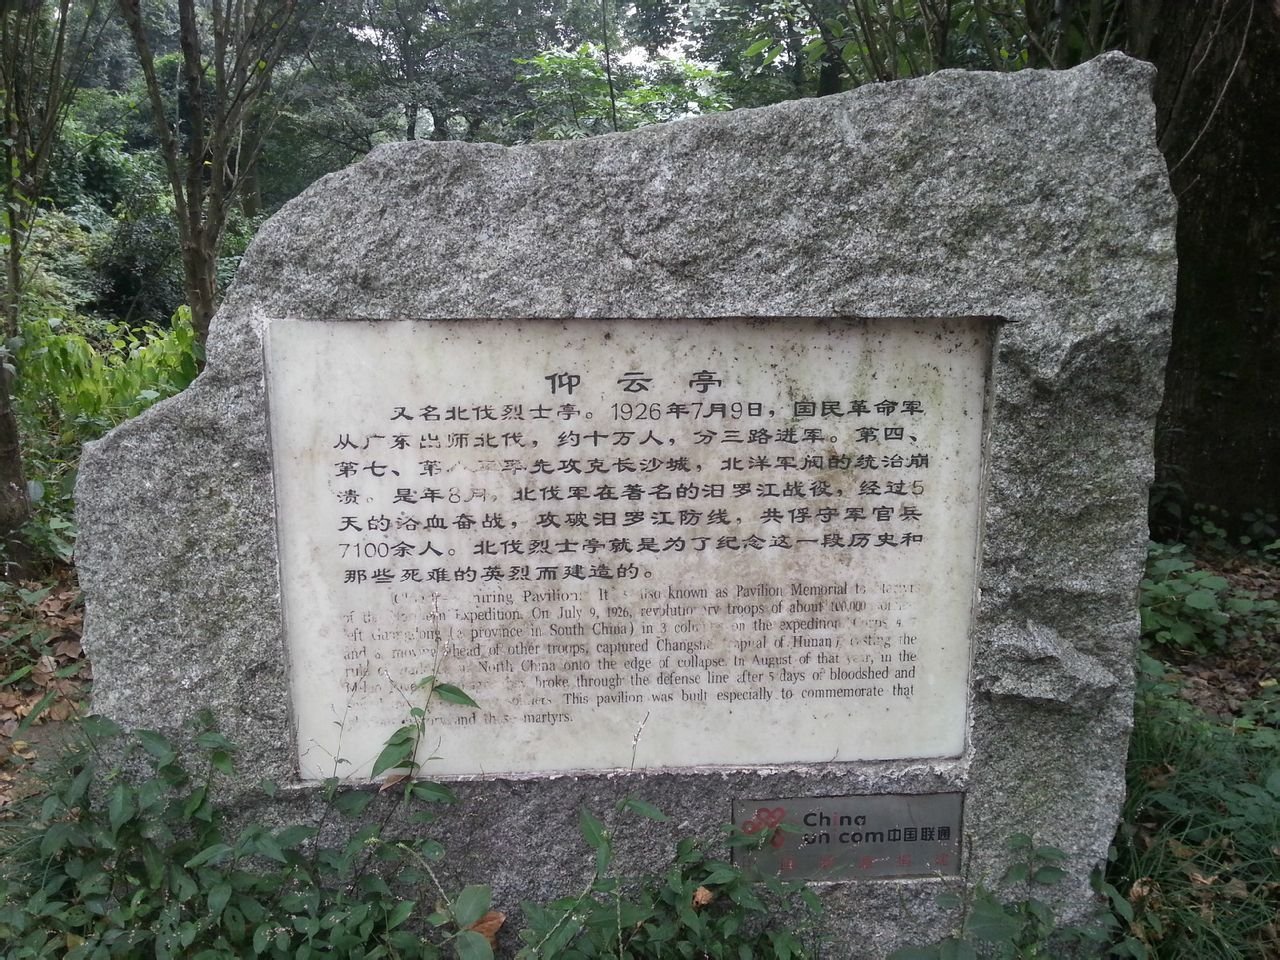 仰云亭
又名北伐烈士亭。1926年7月9日，国民革命军
从广东出师北伐，约十万人，分三路进军。第四、
第七、第八军率先攻克长沙城，北洋军阀的统治崩
溃。是年8月，北伐军在著名的汨罗江战役，经过5
天的浴血奋战，攻破汨罗江防线，共俘守军官兵
7100余人。北伐烈士亭就是为了纪念这一段历史和
那些死难的英烈而建造的。
Pavilion: also known as Pavilion Memorial to
of the Expedition. On July 9, 1926, revolutionary troops of about 100,000
left (a province in South China) in 3 on the expedition. Corps
and moving ahead of other troops, captured of Hunan, the
North China onto the edge of collapse. In August of that year, in the
broke through the defense line after 5 days of bloodshed and
This pavilion was built especially to commemorate that
and martyrs.
China
unicom中国联通